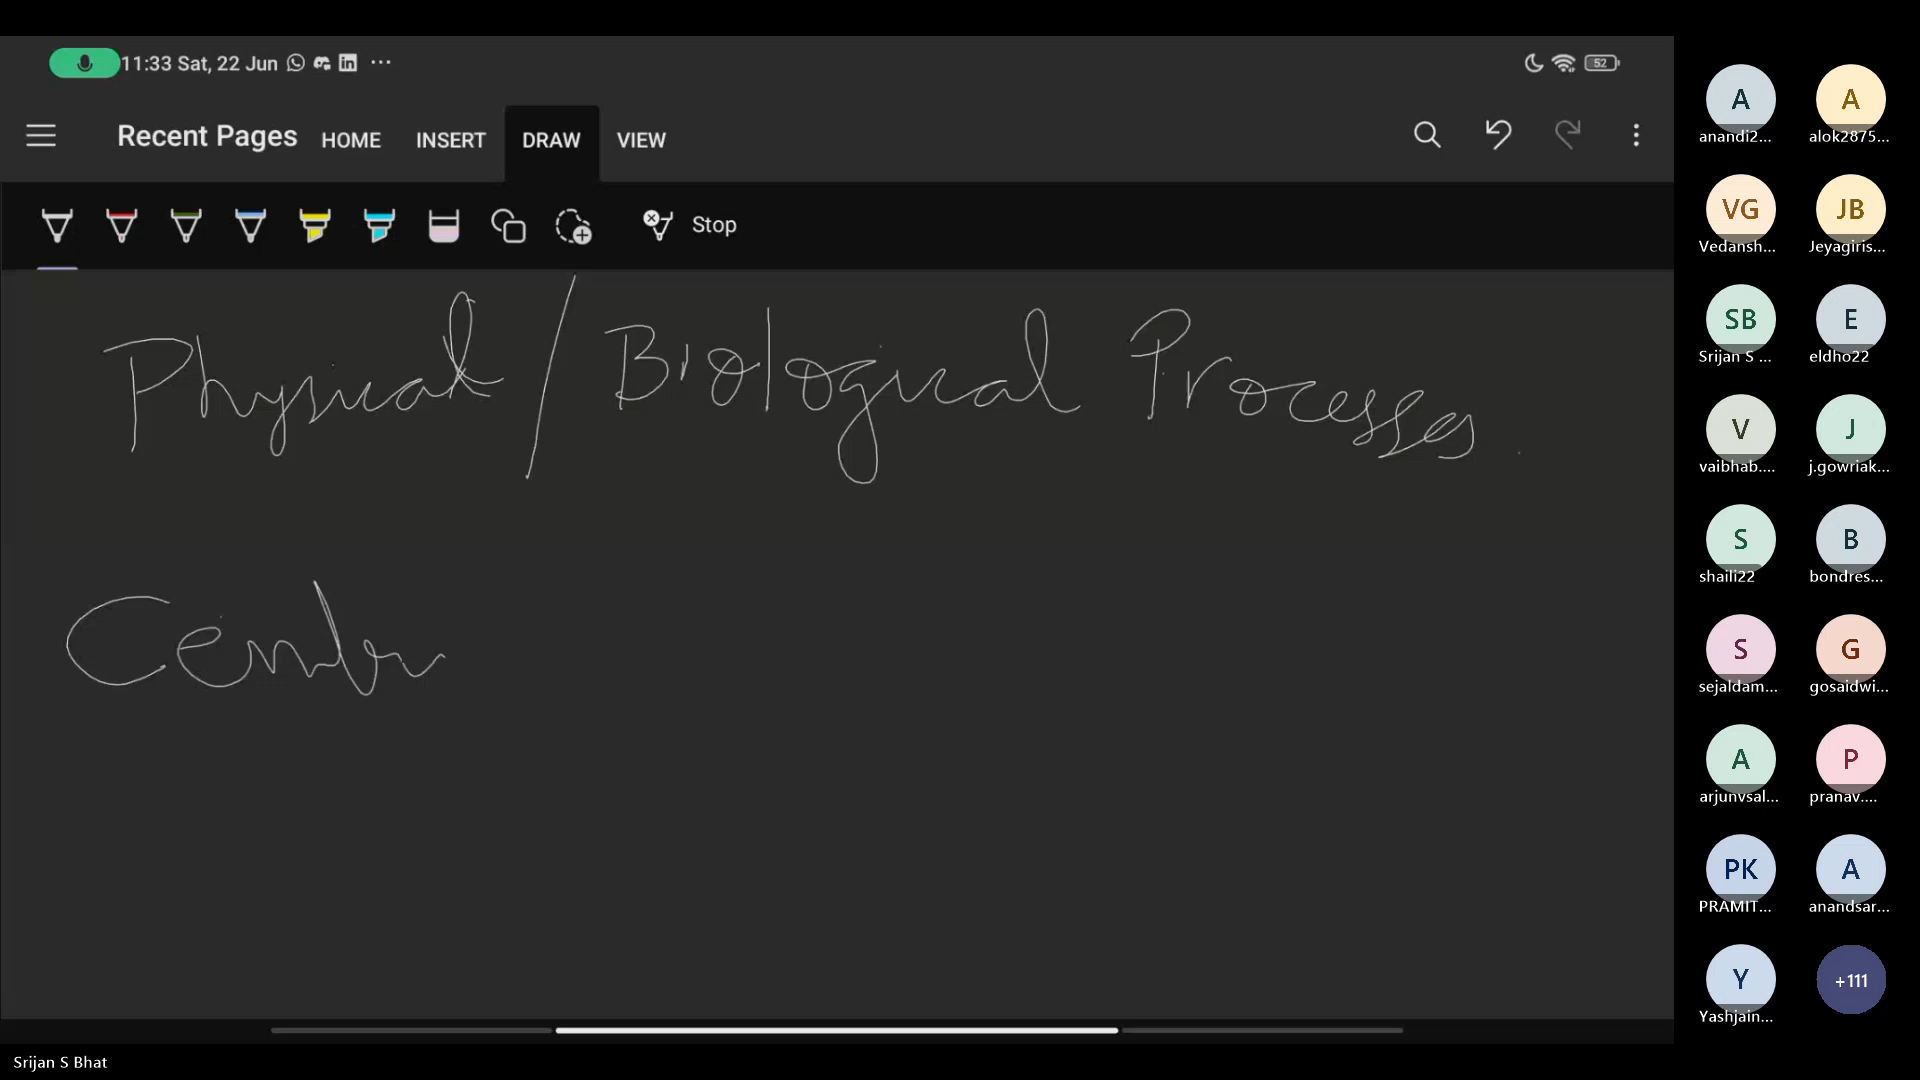 11:33 Sat, 22 Jun
52
Recent Pages HOME INSERT DRAW VIEW
Stop
Physical / Biological Processes.
A
anandi2...
A
alok2875...
VG
Vedansh...
JB
Jeyagiris...
SB
Srijan S ...
E
eldho22
V
vaibhab....
J
j.gowriak...
S
shaili22
B
bondres...
S
sejaldam...
G
gosaidwi...
A
arjunvsal...
P
pranav....
PK
PRAMIT...
A
anandsar...
Y
Yashjain...
+111
Srijan S Bhat